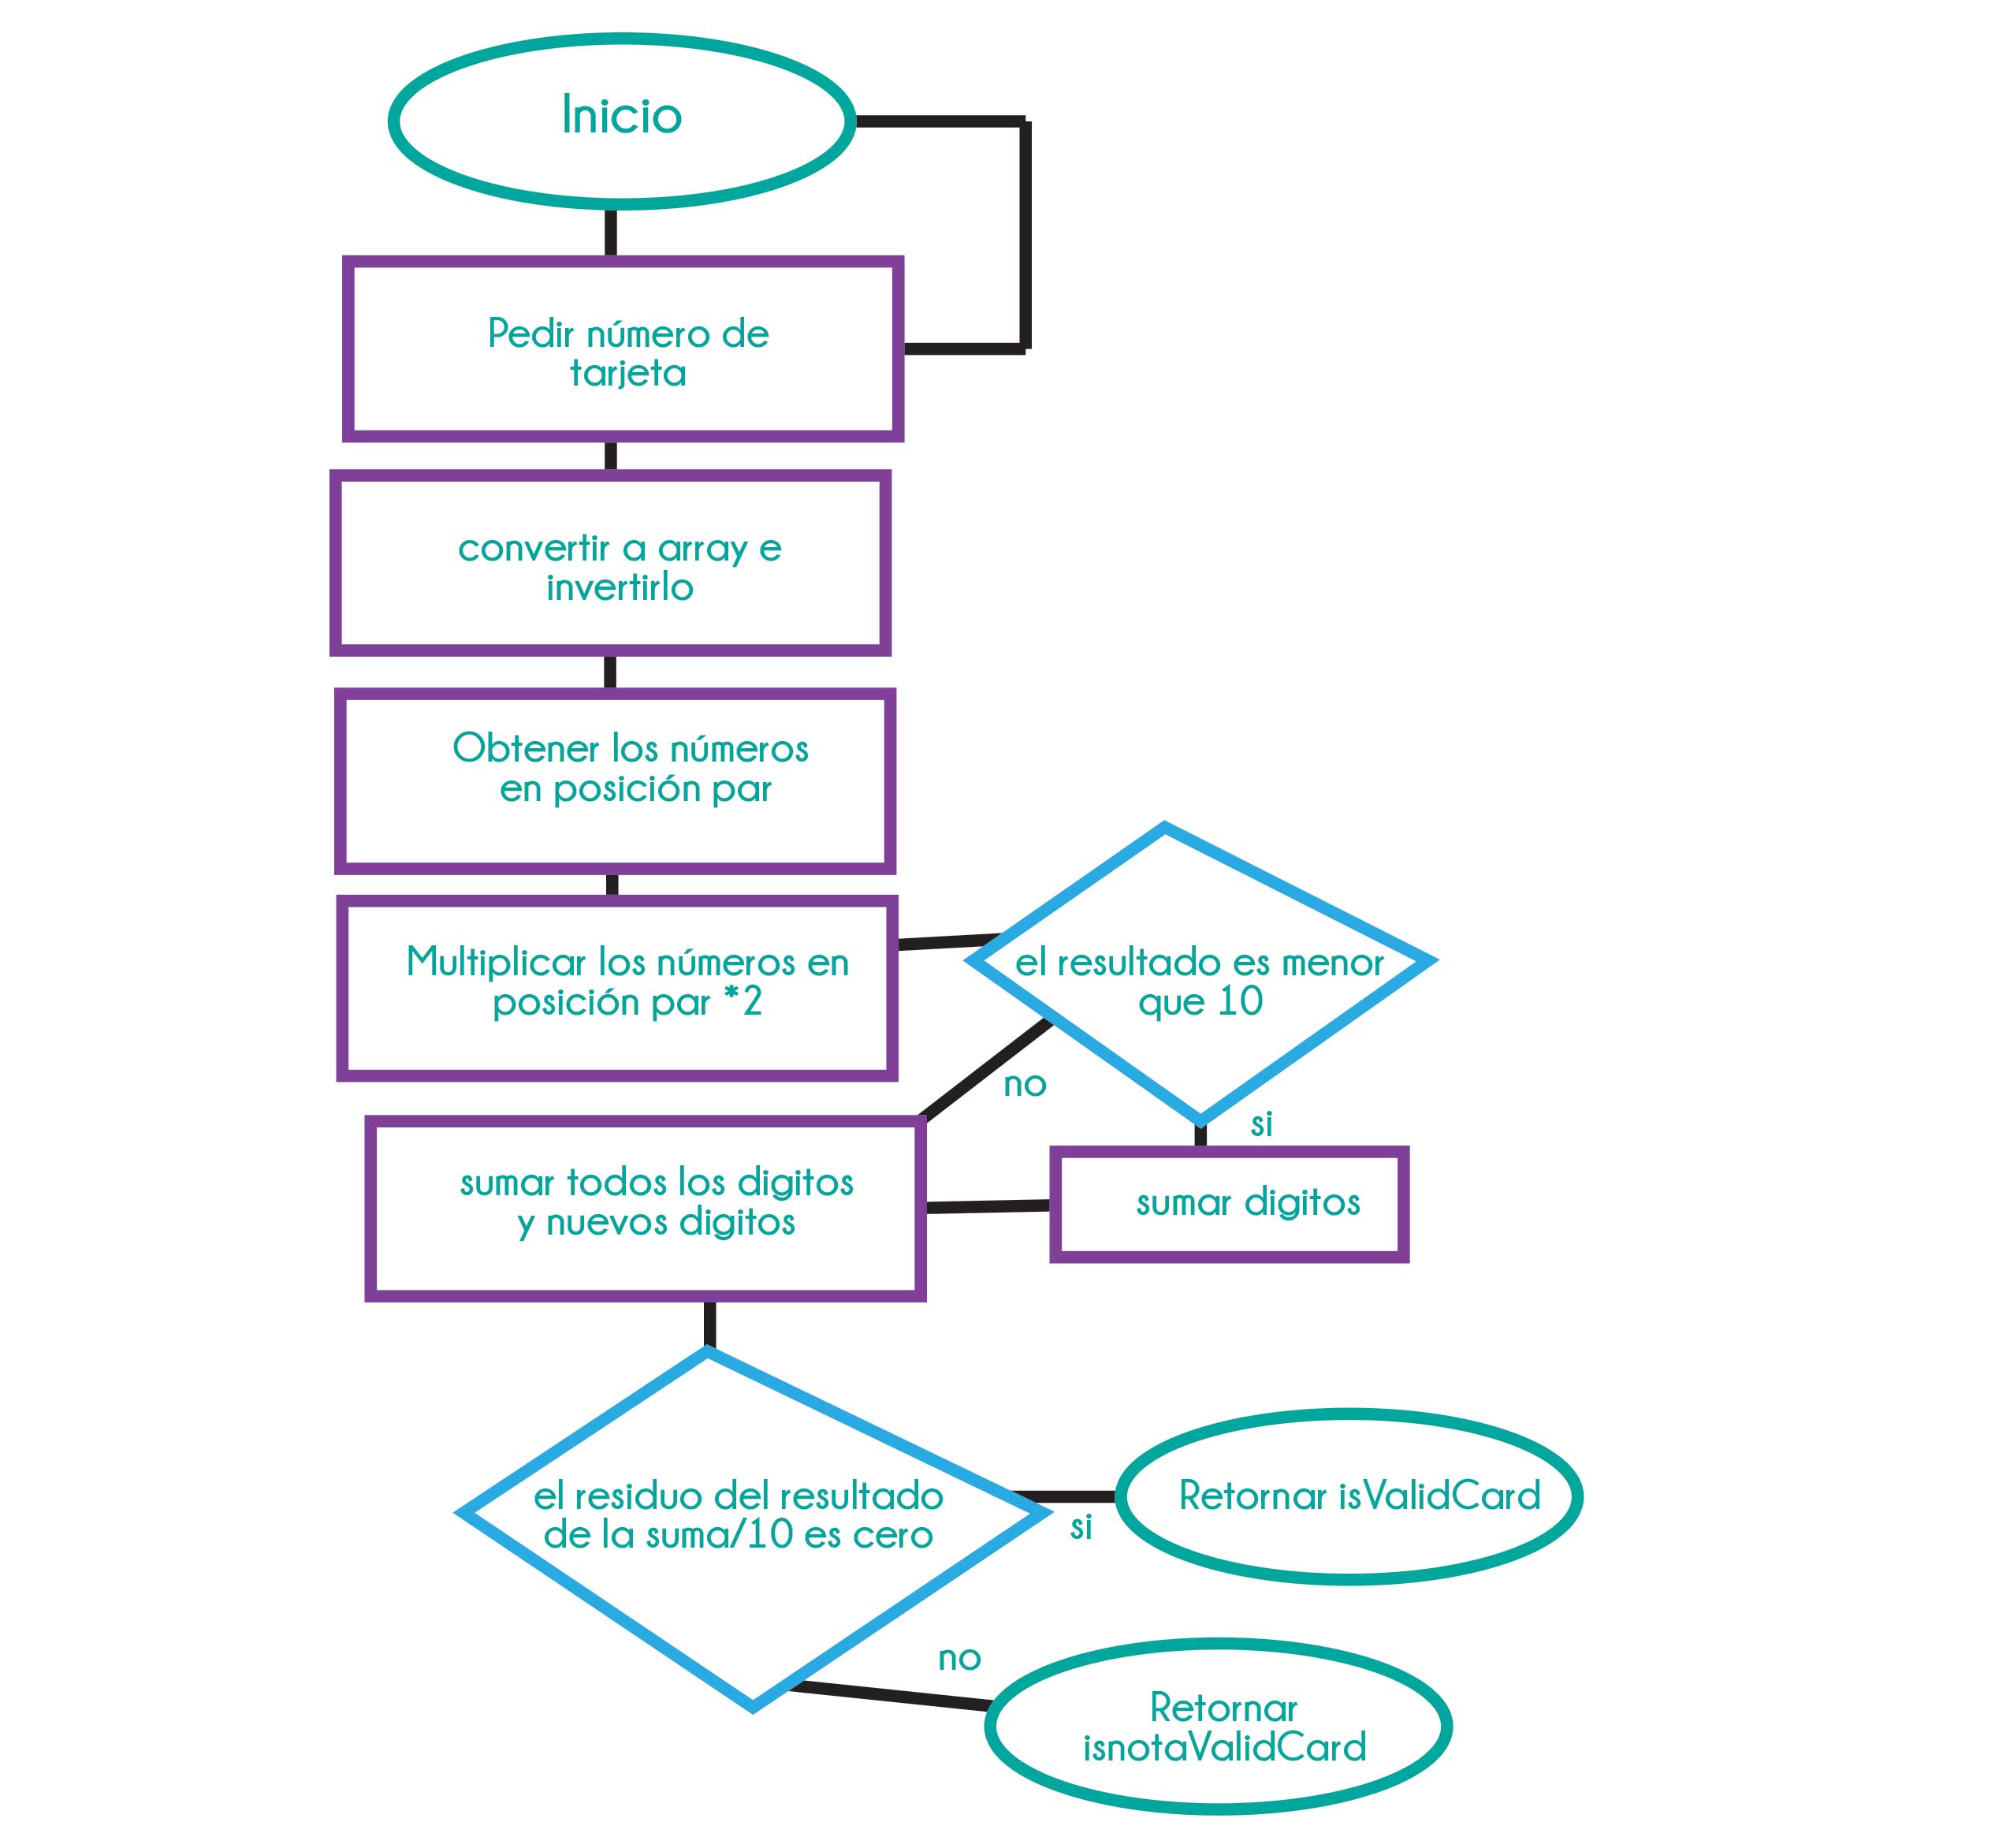 Inicio
Pedir número de
tarjeta
convertir a array e
invertirlo
Obtener los números
en posición par
Multiplicar los números en
posición par *2
el resultado es menor
que 10
no
si
sumar todos los digitos
y nuevos digitos
sumar digitos
el residuo del resultado
de la suma/10 es cero
si
Retornar isValidCard
no
Retornar
isnotaValidCard